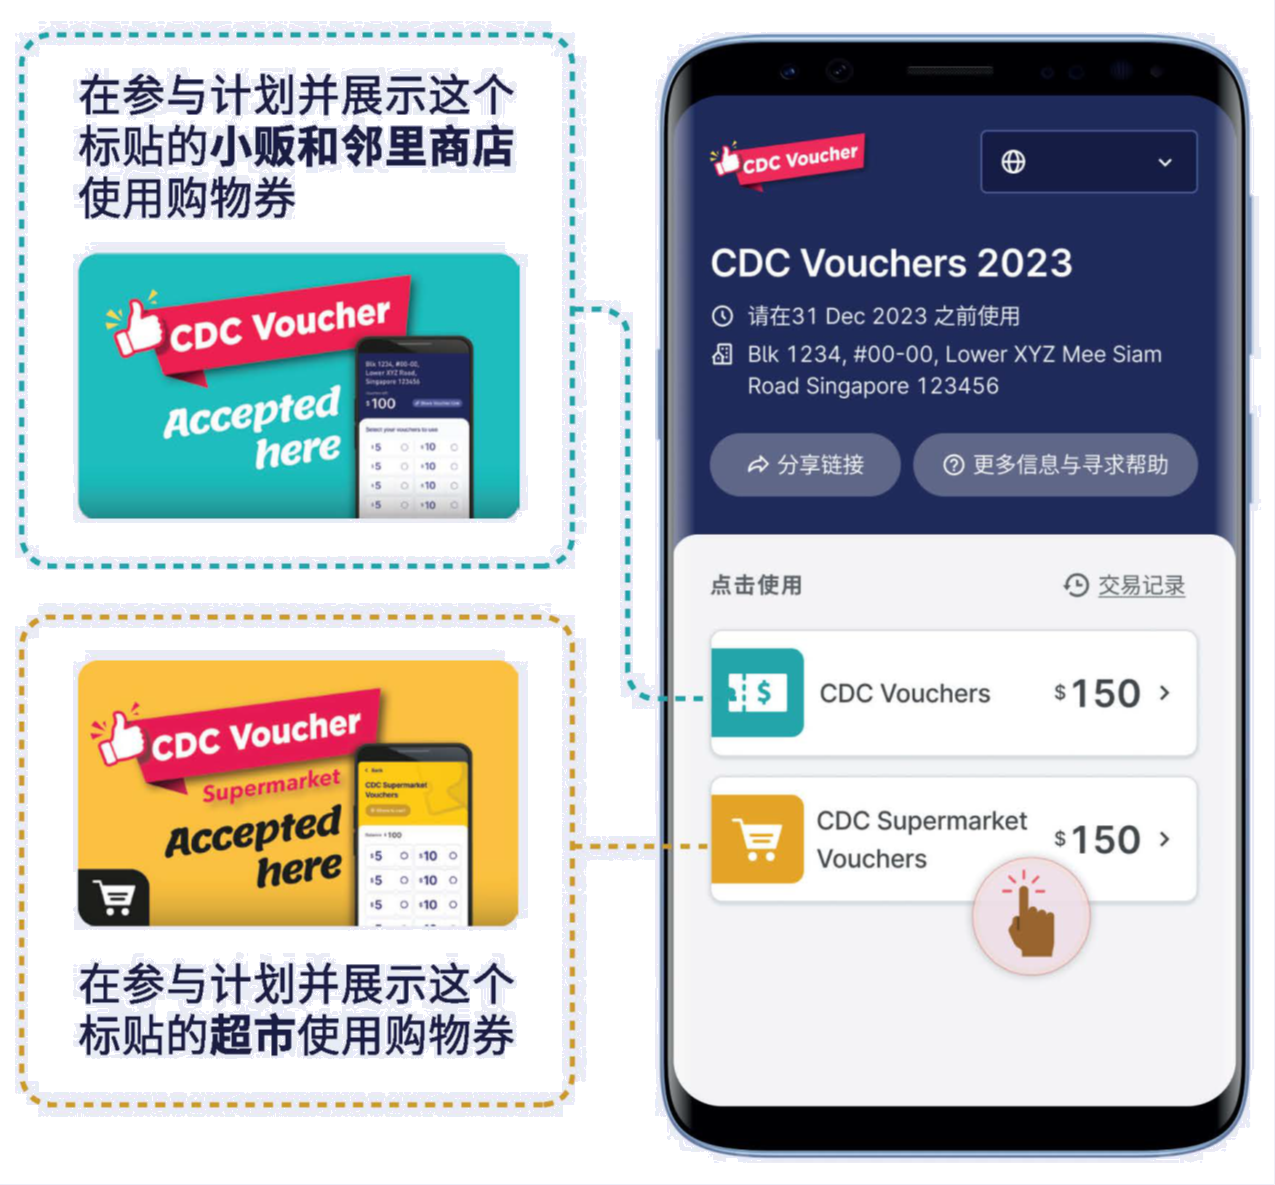 在参与计划并展示这个
标贴的小贩和邻里商店
使用购物券
CDC Voucher
Accepted
here
Blk 1234, #00-00,
Lower XYZ Road,
Singapore 123456
$100
Select your vouchers to use
$5 $10
$5 $10
$5 $10
$5 $10
CDC Voucher
Supermarket
Accepted
here
Back
CDC Supermarket
Vouchers
Balance $100
$5 $10
$5 $10
$5 $10
在参与计划并展示这个
标贴的超市使用购物券
CDC Voucher
CDC Vouchers 2023
请在31 Dec 2023 之前使用
Blk 1234, #00-00, Lower XYZ Mee Siam
Road Singapore 123456
分享链接
更多信息与寻求帮助
点击使用
交易记录
CDC Vouchers
$150
CDC Supermarket
Vouchers
$150